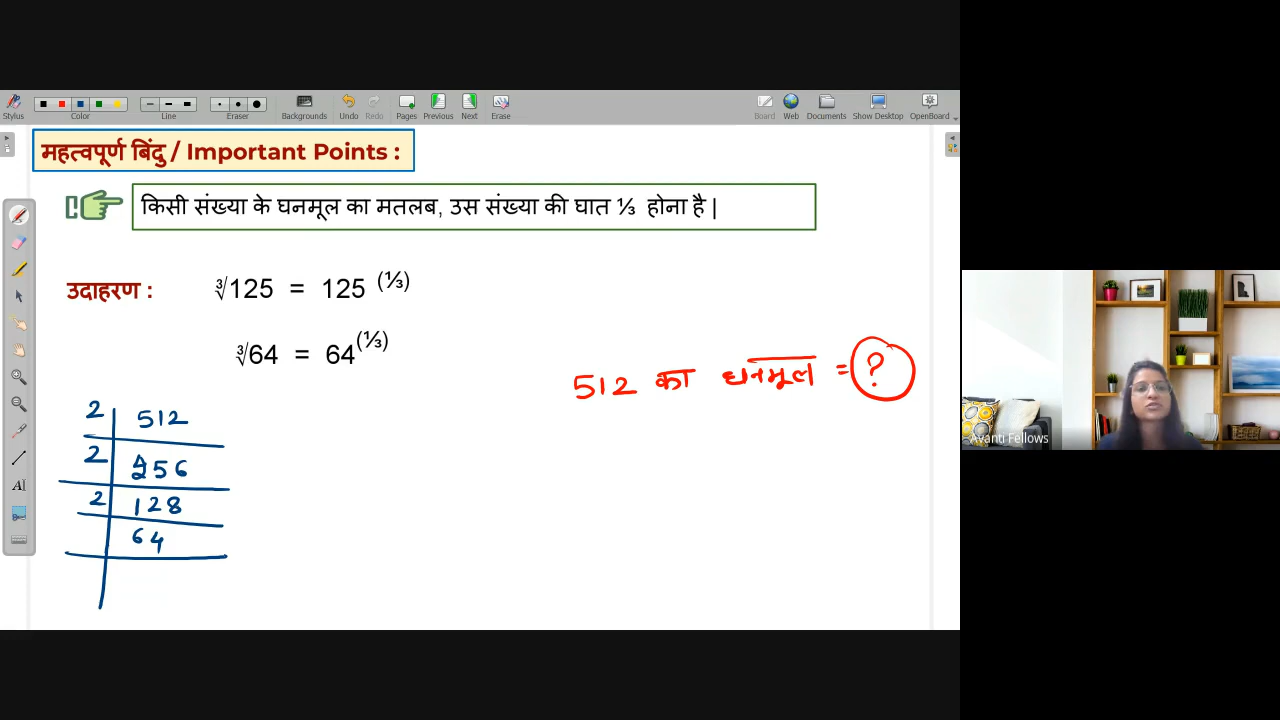 Stylus
Color
Line
Eraser
Backgrounds
Undo
Redo
Pages
Previous
Next
Erase
Board
Web
Documents
Show Desktop
OpenBoard
महत्वपूर्ण बिंदु / Important Points :
किसी संख्या के घनमूल का मतलब, उस संख्या की घात ⅓ होना है |
उदाहरण : ∛125 = 125 (⅓)
∛64 = 64(⅓)
512 का घनमूल = ?
2 512
2 256
2 128
64
Avanti Fellows